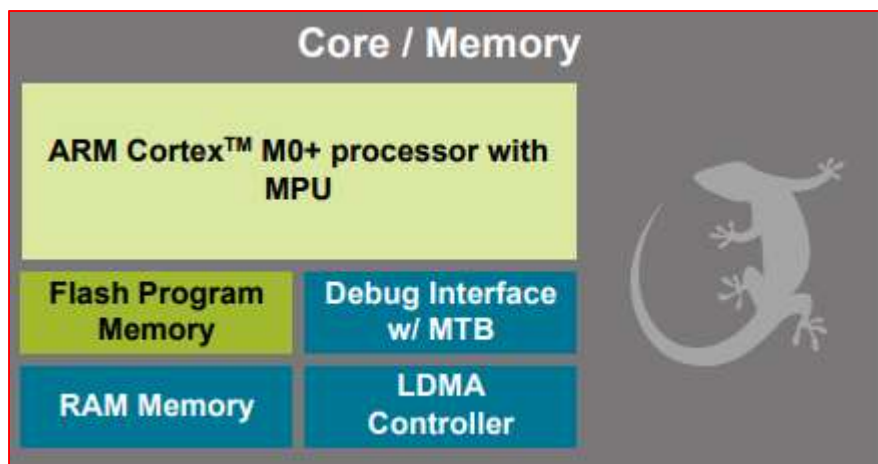 Core / Memory
ARM Cortex™ M0+ processor with
MPU
Flash Program
Memory
Debug Interface
w/ MTB
RAM Memory
LDMA
Controller